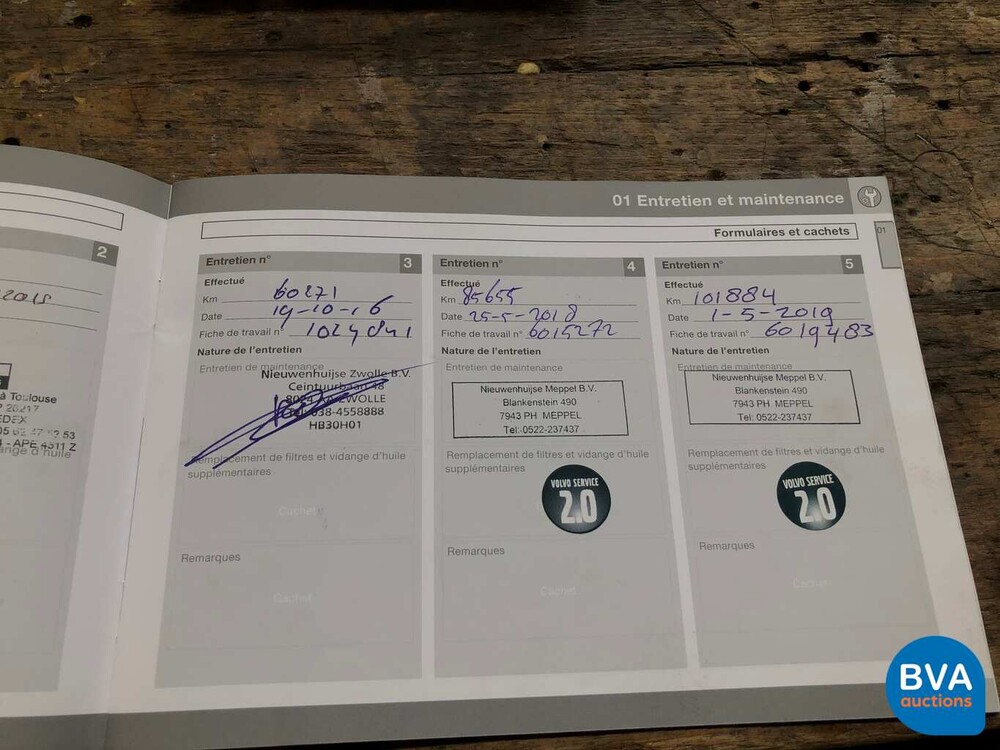 2
à Toulouse
01 Entretien et maintenance
Formulaires et cachets
01
Entretien n° 3
Effectué
Km 60271
Date 19-10-16
Fiche de travail n°
Nature de l'entretien
Entretien de maintenance
Nieuwenhuijse Zwolle B.V.
Ceintuurbaan 48
ZWOLLE
038-4558888
HB30H01
Remplacement de filtres et vidange d'huile
supplémentaires
Cachet
Remarques
Cachet
Entretien n° 4
Effectué
Km 85655
Date 25-5-2018
Fiche de travail n° 6015272
Nature de l'entretien
Entretien de maintenance
Nieuwenhuijse Meppel B.V.
Blankenstein 490
7943 PH MEPPEL
Tel: 0522-237437
Remplacement de filtres et vidange d'huile
supplémentaires
VOLVO SERVICE
2.0
Remarques
Cachet
Entretien n° 5
Effectué
Km 101884
Date 1-5-2019
Fiche de travail n° 6019483
Nature de l'entretien
Entretien de maintenance
Nieuwenhuijse Meppel B.V.
Blankenstein 490
7943 PH MEPPEL
Tel: 0522-237437
Remplacement de filtres et vidange d'huile
supplémentaires
VOLVO SERVICE
2.0
Remarques
Cachet
BVA
auctions